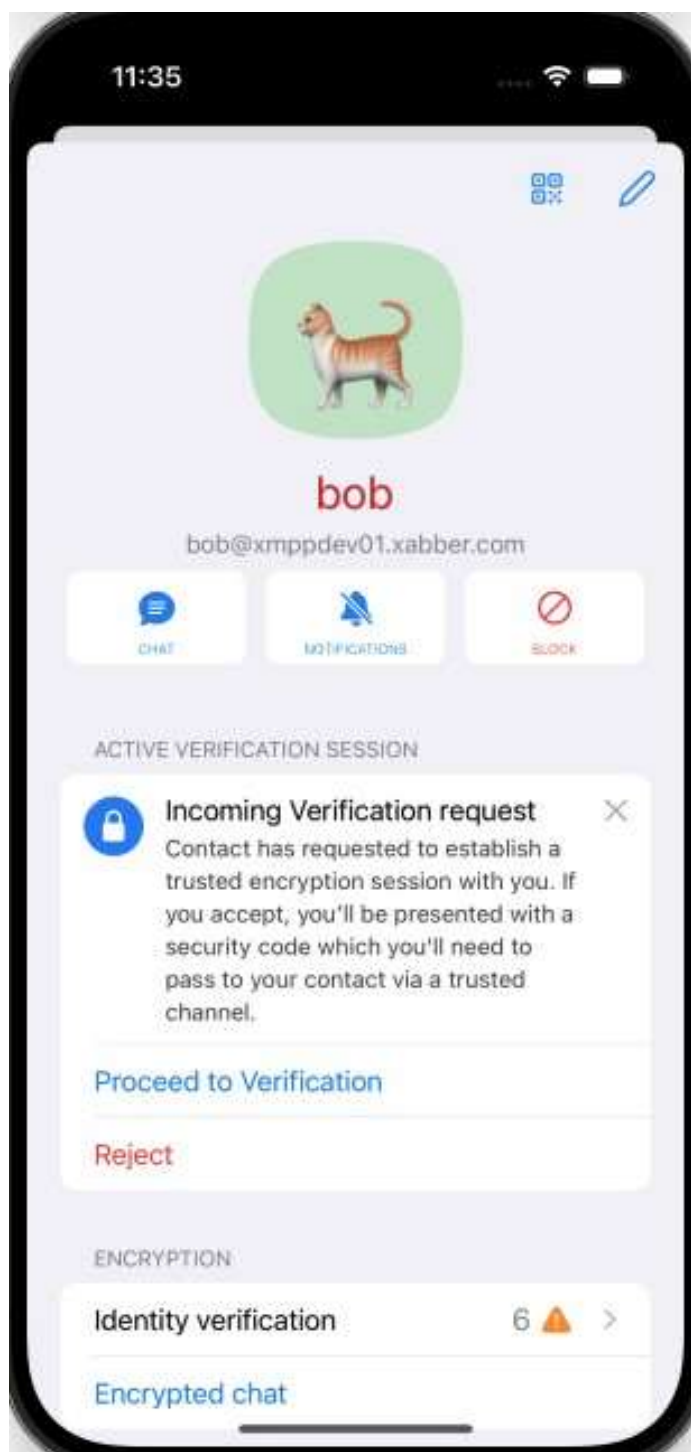 11:35
bob
bob@xmppdev01.xabber.com
CHAT
NOTIFICATIONS
BLOCK
ACTIVE VERIFICATION SESSION
Incoming Verification request
Contact has requested to establish a
trusted encryption session with you. If
you accept, you'll be presented with a
security code which you'll need to
pass to your contact via a trusted
channel.
Proceed to Verification
Reject
ENCRYPTION
Identity verification 6
Encrypted chat